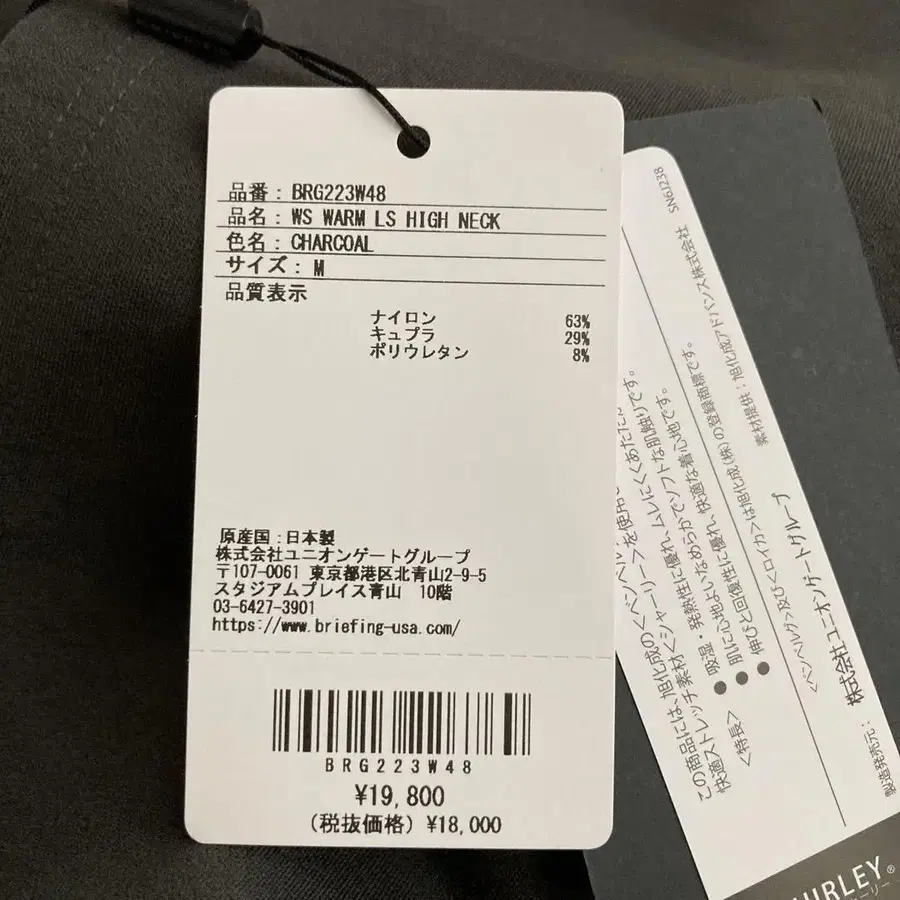 品番: BRG223W48
品名: WS WARM LS HIGH NECK
色名: CHARCOAL
サイズ: M
品質表示
ナイロン 63%
キュプラ 29%
ポリウレタン 8%
原産国:日本製
株式会社ユニオンゲートグループ
〒107-0061 東京都港区北青山2-9-5
スタジアムプレイス青山 10階
03-6427-3901
https://www.briefing-usa.com/
BRG223W48
¥19,800
(税抜価格) ¥18,000
この商品には、旭化成の<ベンベルグ>を使用し
快適ストレッチ素材<シャーリー>
<特長>
● 吸湿・発熱性に優れ、ムレにくくあたたか
● 肌に心地よいなめらかでソフトな肌触りです。
● 伸びと回復性に優れ、快適な着心地です。
<ベンベルグ>及び<ロイカ>は旭化成(株)の登録商標です。
素材提供:旭化成アドバンス株式会社 SN6J238
製造発売元:
株式会社ユニオンゲートグループ
HURLEY®